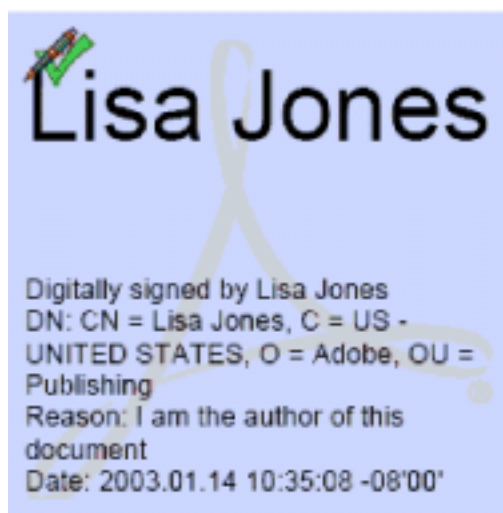 Lisa Jones
Digitally signed by Lisa Jones
DN: CN = Lisa Jones, C = US -
UNITED STATES, O = Adobe, OU =
Publishing
Reason: I am the author of this
document
Date: 2003.01.14 10:35:08 -08'00'